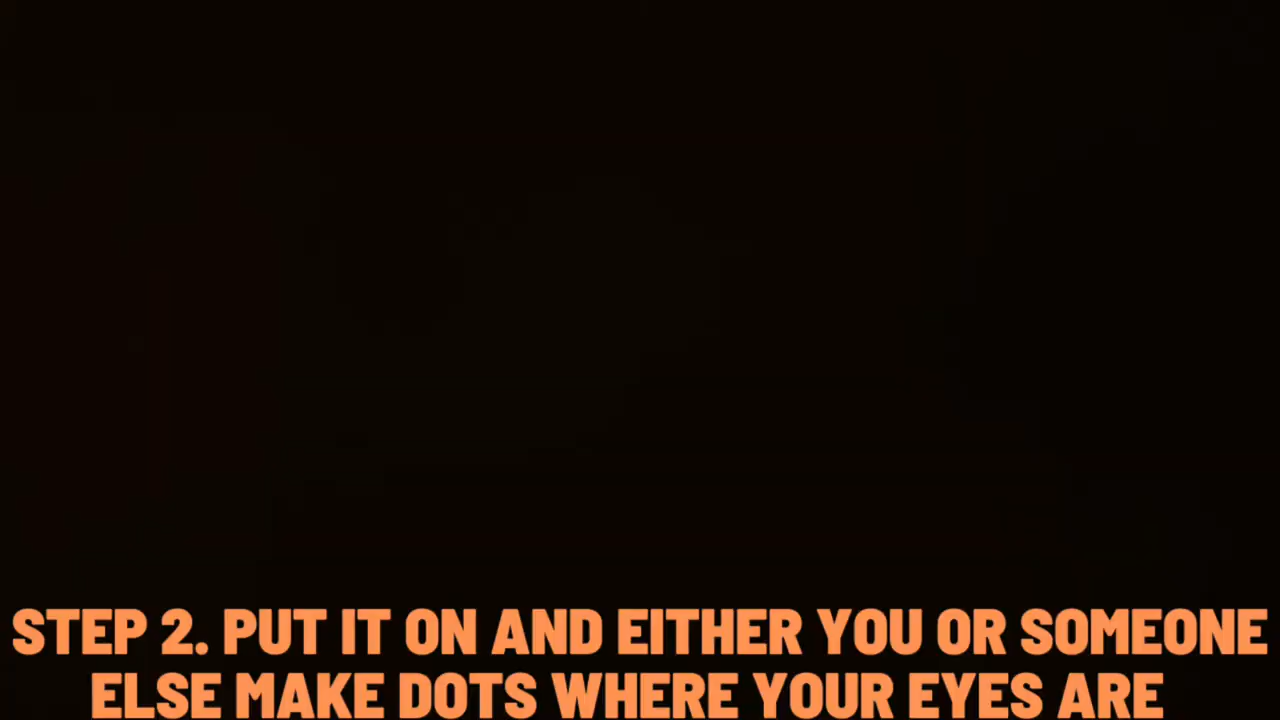 STEP 2. PUT IT ON AND EITHER YOU OR SOMEONE
ELSE MAKE DOTS WHERE YOUR EYES ARE